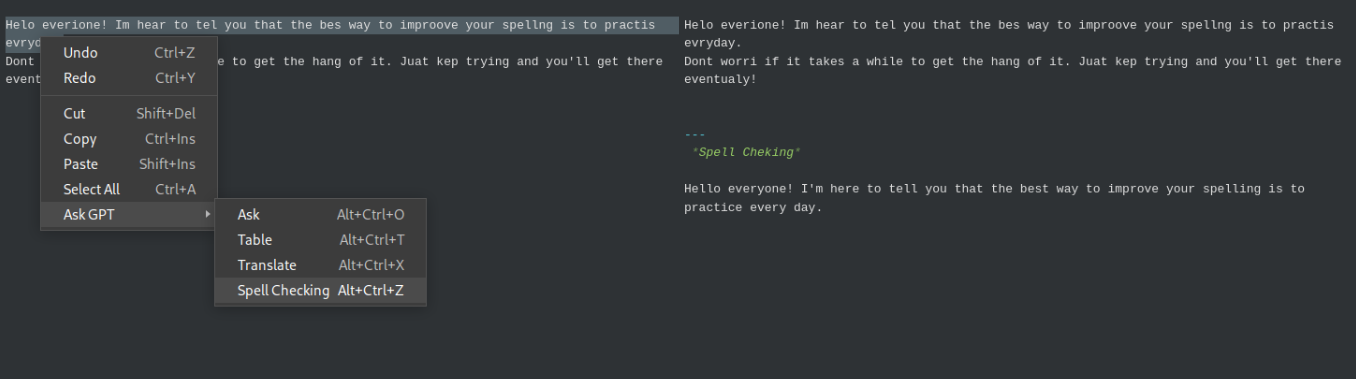 Helo everione! Im hear to tel you that the bes way to improove your spellng is to practis
evryd
Dont
e to get the hang of it. Juat kep trying and you'll get there
event
Undo Ctrl+Z
Redo Ctrl+Y
Cut Shift+Del
Copy Ctrl+Ins
Paste Shift+Ins
Select All Ctrl+A
Ask GPT
Ask Alt+Ctrl+O
Table Alt+Ctrl+T
Translate Alt+Ctrl+X
Spell Checking Alt+Ctrl+Z
Helo everione! Im hear to tel you that the bes way to improove your spellng is to practis
evryday.
Dont worri if it takes a while to get the hang of it. Juat kep trying and you'll get there
eventualy!
---
*Spell Cheking*
Hello everyone! I'm here to tell you that the best way to improve your spelling is to
practice every day.